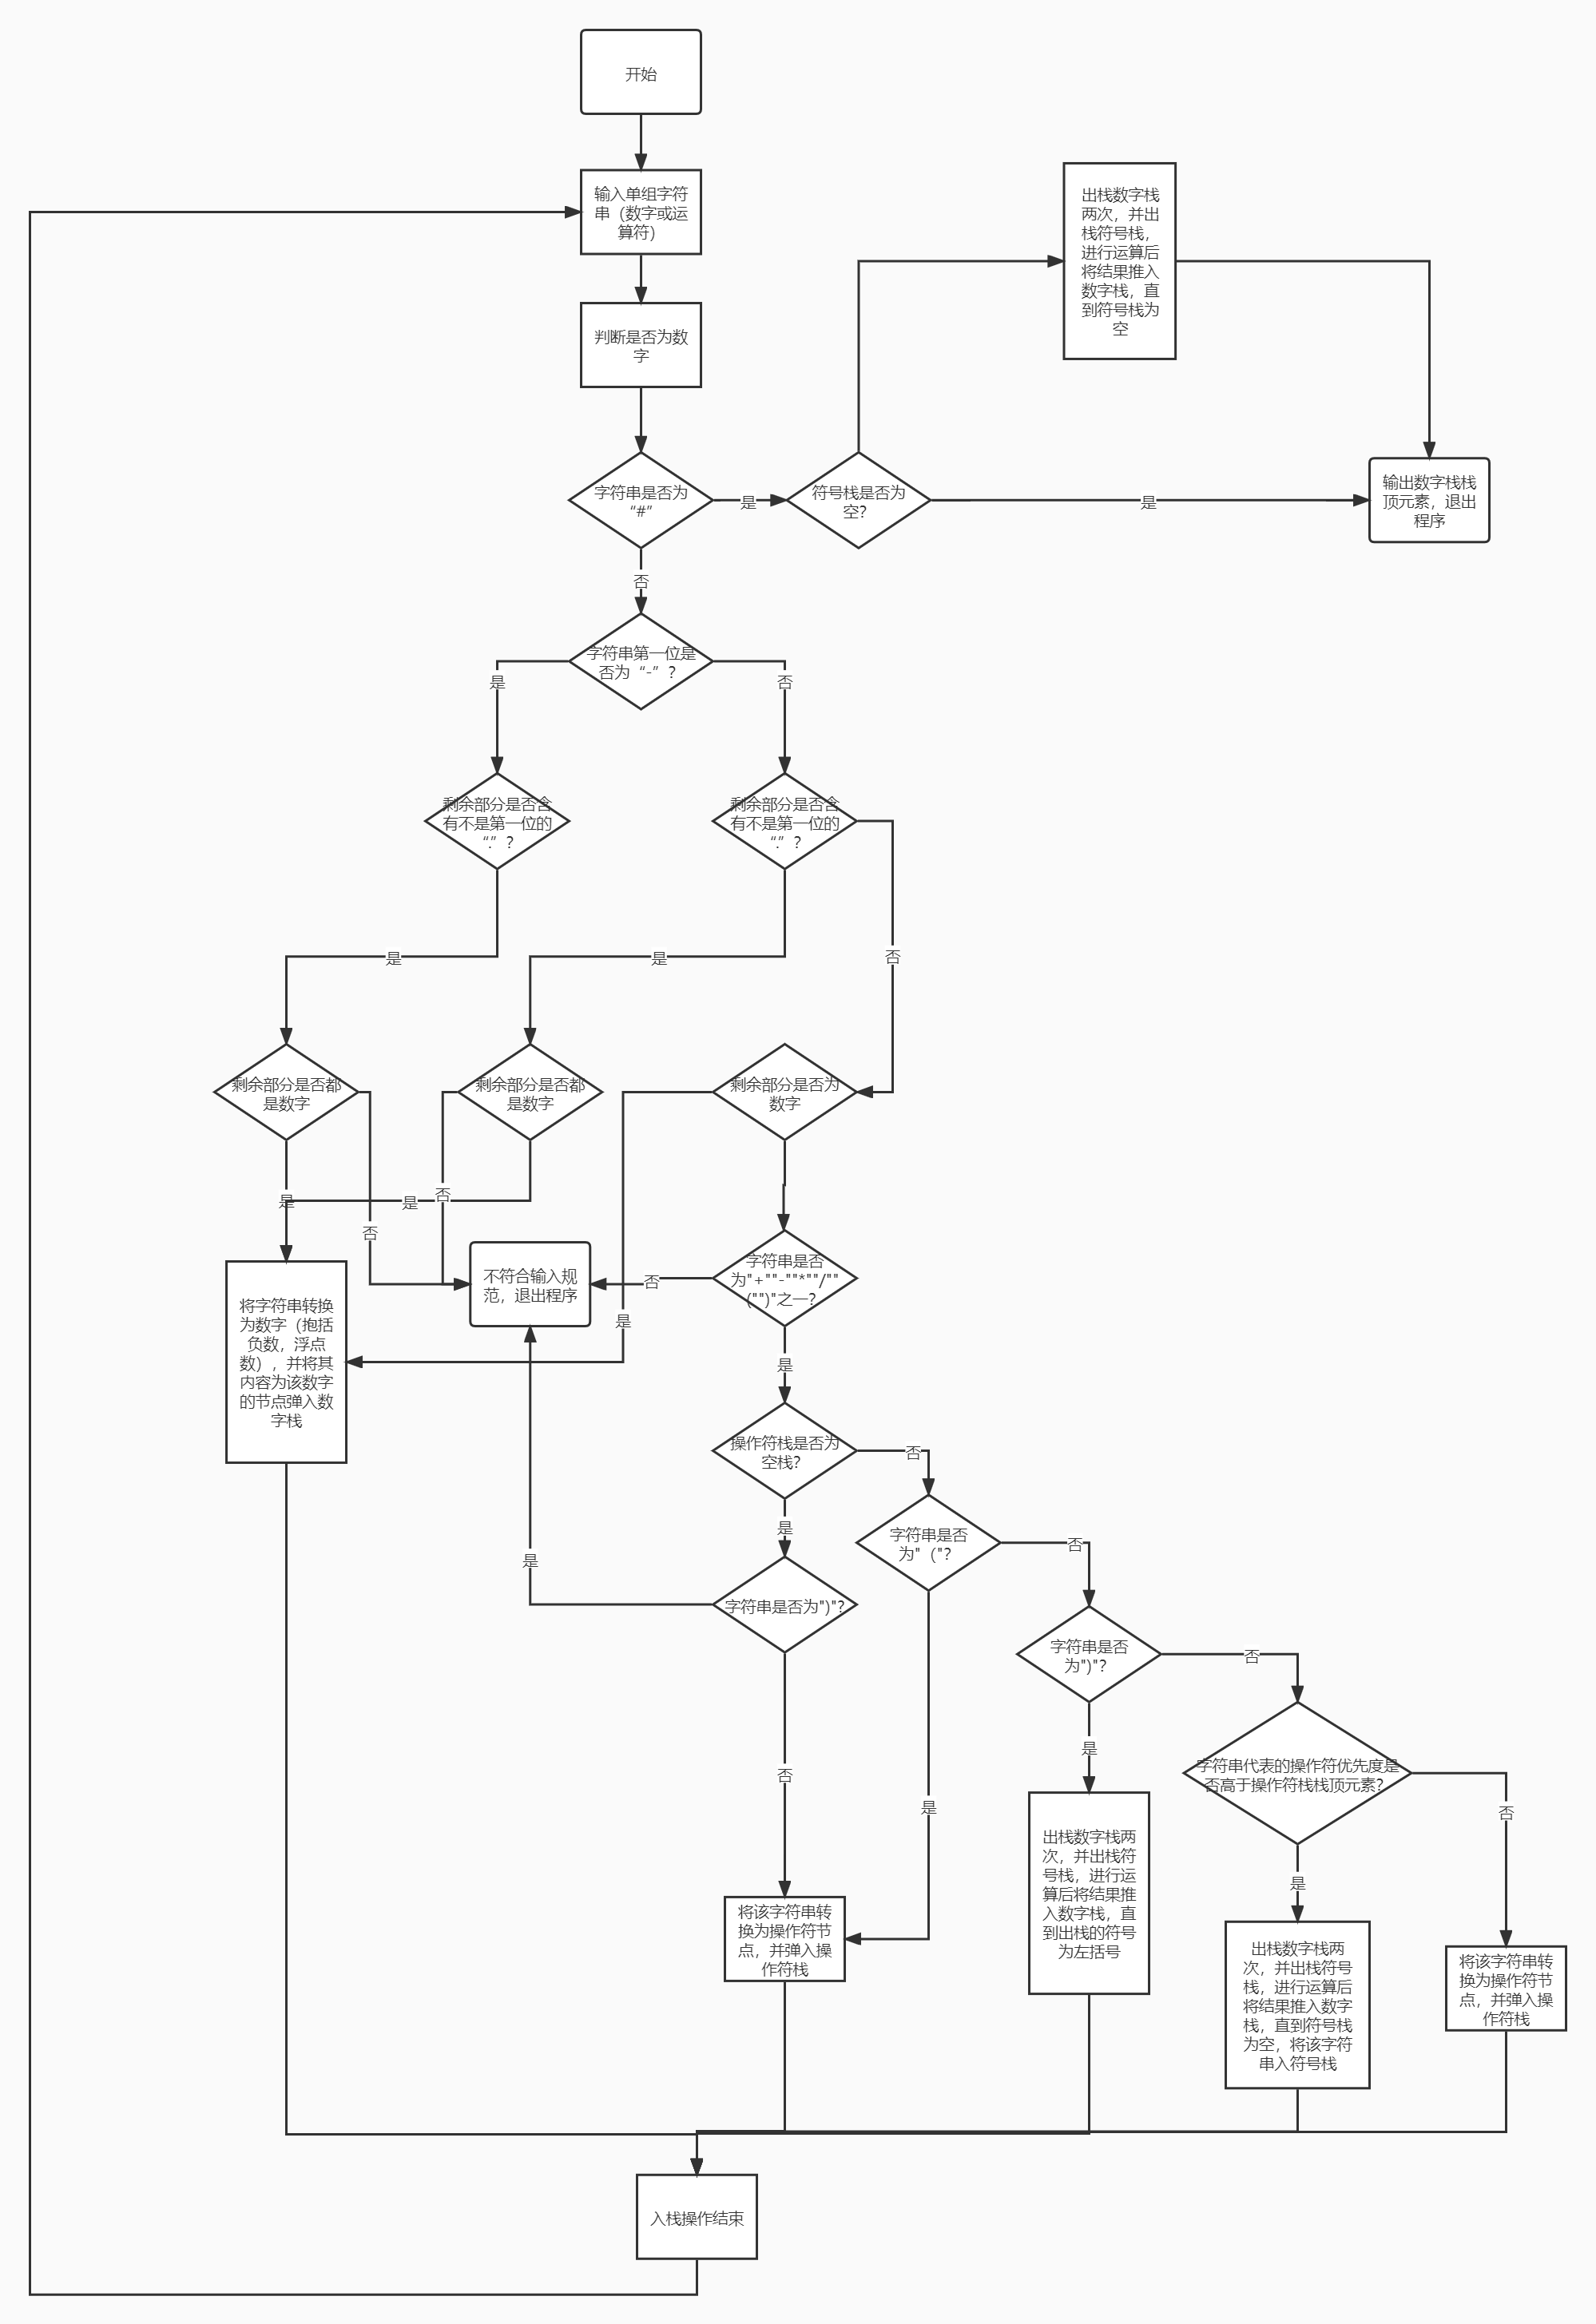 开始
输入单组字符
串（数字或运
算符）
出栈数字栈
两次，并出
栈符号栈，
进行运算后
将结果推入
数字栈，直
到符号栈为
空
判断是否为数
字
字符串是否为
“#”
是
符号栈是否为
空？
是
输出数字栈栈
顶元素，退出
程序
否
字符串第一位是
否为“-”？
是
否
剩余部分是否含
有不是第一位的
“.”？
剩余部分是否含
有不是第一位的
“.”？
是
是
否
剩余部分是否都
是数字
剩余部分是否都
是数字
剩余部分是否为
数字
是
是
否
否
不符合输入规
范，退出程序
否
字符串是否
为"+""-""*""/""
("")"之一？
是
将字符串转换
为数字（抱括
负数，浮点
数），并将其
内容为该数字
的节点弹入数
字栈
是
操作符栈是否为
空栈？
否
是
字符串是否
为"（"？
否
是
字符串是否为")"？
字符串是否
为")"？
否
是
否
字符串代表的操作符优先度是
否高于操作符栈栈顶元素？
否
是
出栈数字栈两
次，并出栈符
号栈，进行运
算后将结果推
入数字栈，直
到出栈的符号
为左括号
是
将该字符串转
换为操作符节
点，并弹入操
作符栈
出栈数字栈两
次，并出栈符号
栈，进行运算后
将结果推入数字
栈，直到符号栈
为空，将该字符
串入符号栈
将该字符串转
换为操作符节
点，并弹入操
作符栈
入栈操作结束